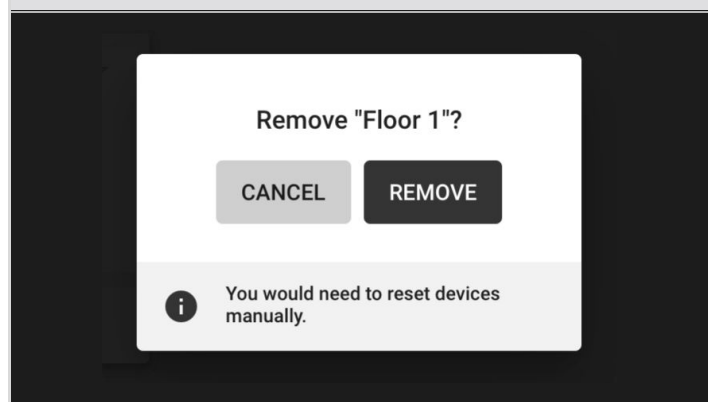 Remove "Floor 1"?
CANCEL
REMOVE
You would need to reset devices
manually.